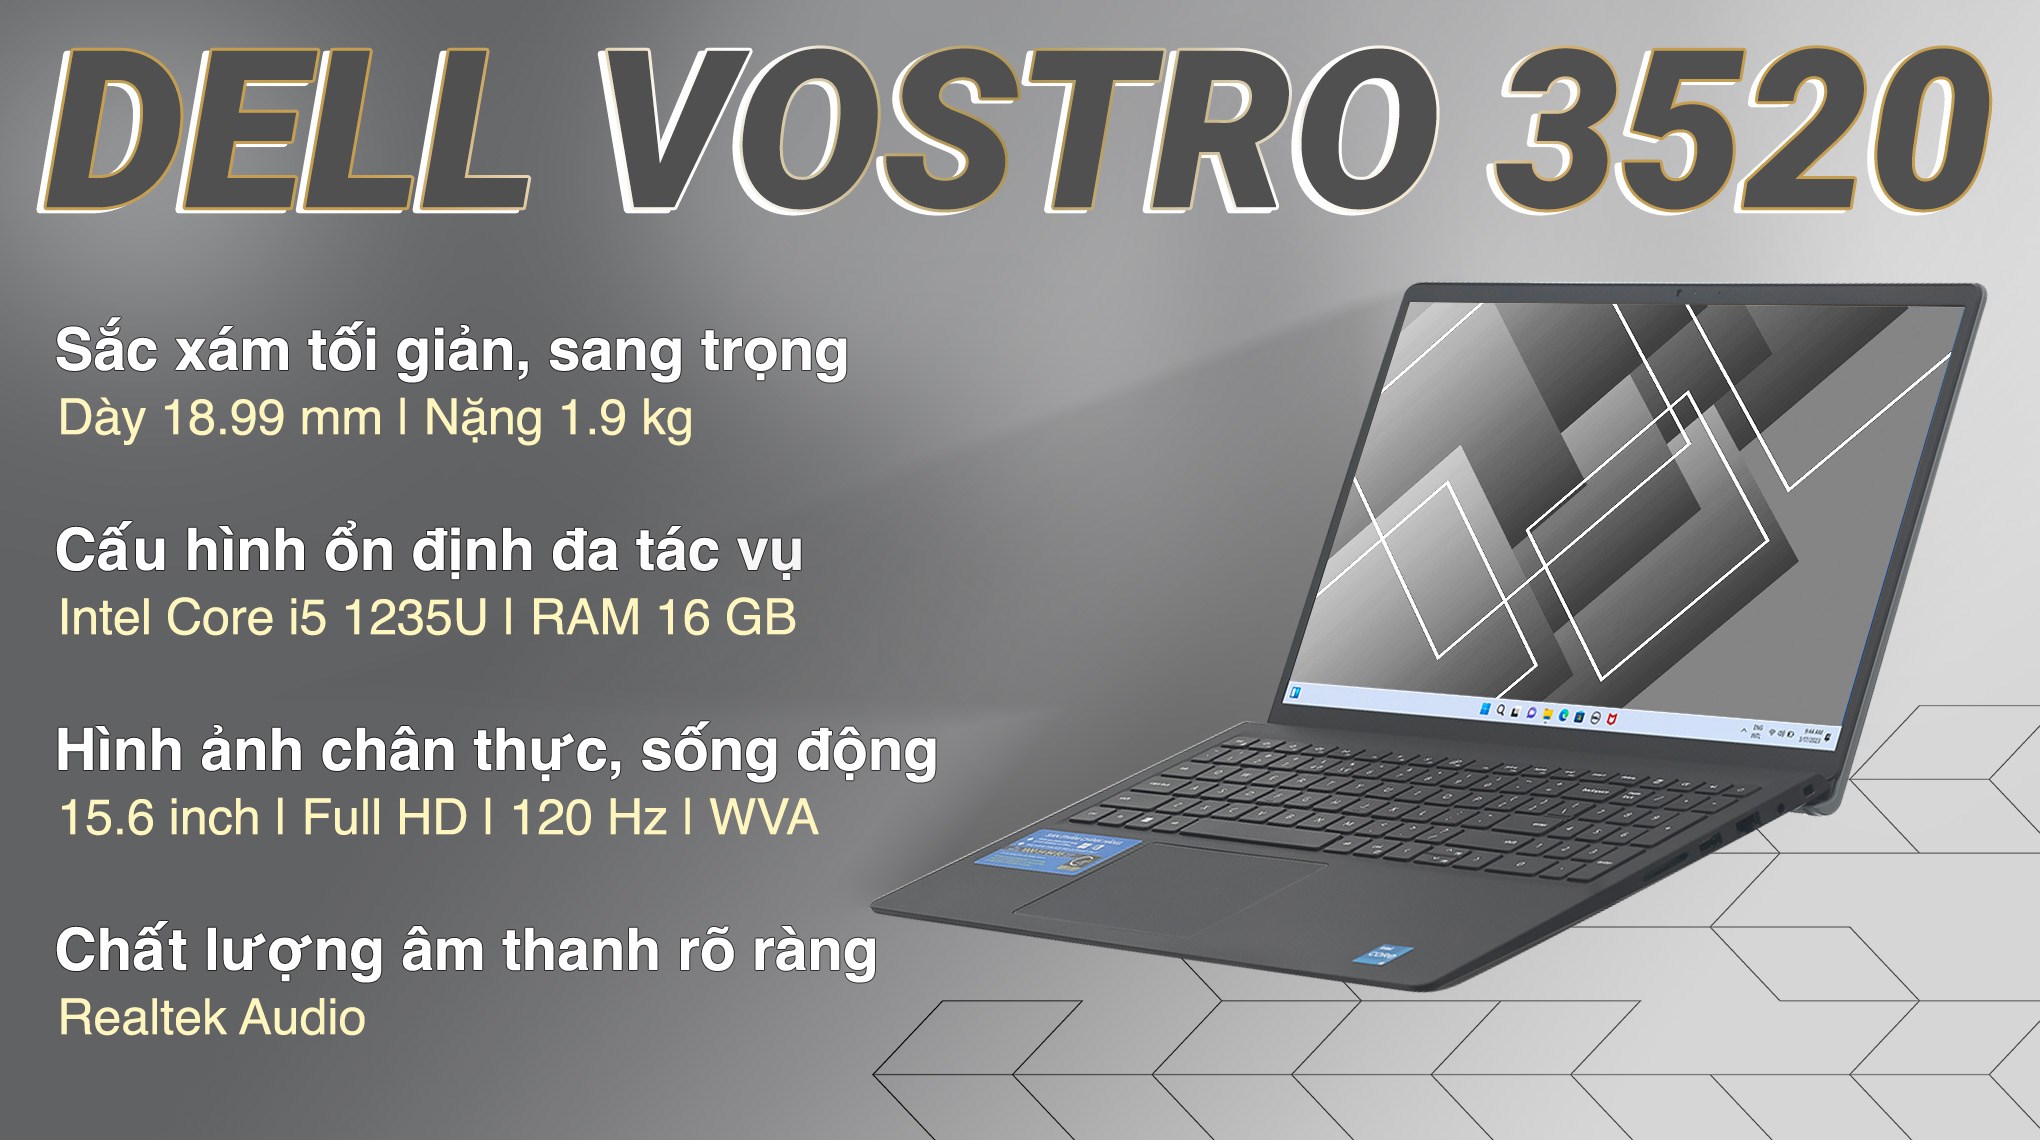 DELL VOSTRO 3520
Sắc xám tối giản, sang trọng
Dày 18.99 mm | Nặng 1.9 kg
Cấu hình ổn định đa tác vụ
Intel Core i5 1235U | RAM 16 GB
Hình ảnh chân thực, sống động
15.6 inch | Full HD | 120 Hz | WVA
Chất lượng âm thanh rõ ràng
Realtek Audio
CORE